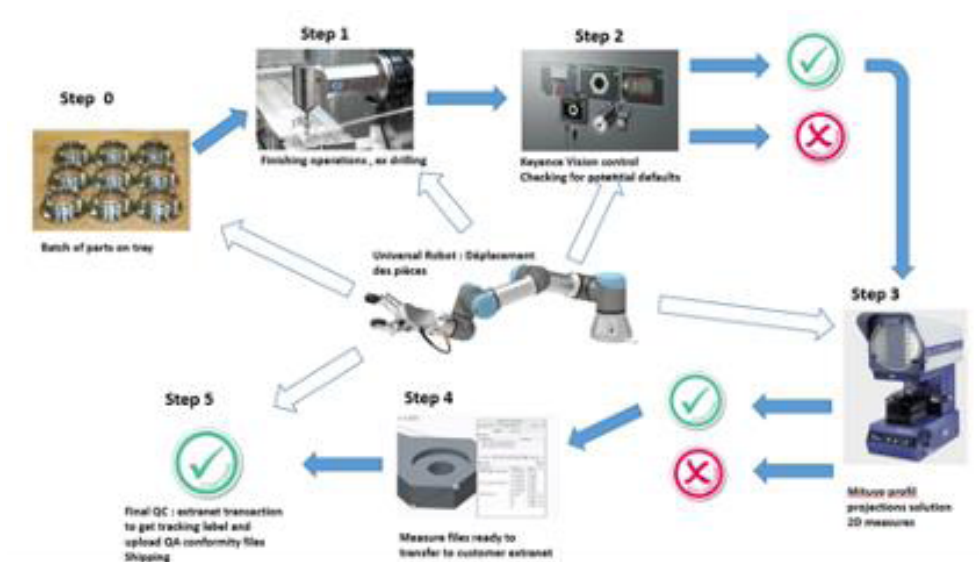 Step 0
Batch of parts on tray
Step 1
Finishing operations , ex drilling
Step 2
Keyence Vision control
Checking for potential defaults
Universal Robot : Déplacement
des pièces
Step 3
profil
projections solution
2D measures
Step 4
Measure files ready to
transfer to customer extranet
Step 5
Final QC : extranet transaction
to get tracking label and
upload QA conformity files
Shipping